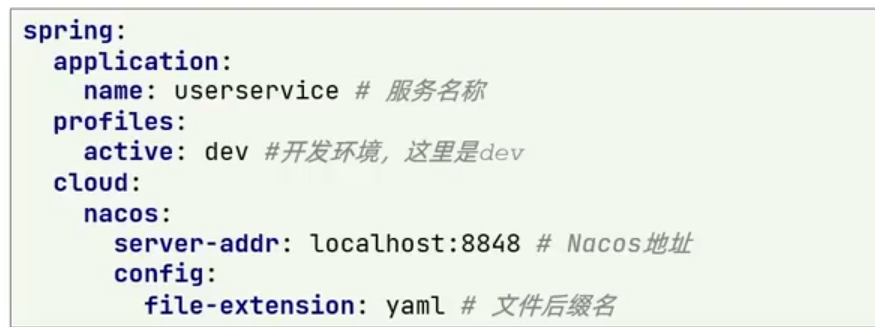 spring:
  application:
    name: userservice # 服务名称
  profiles:
    active: dev #开发环境，这里是dev
  cloud:
    nacos:
      server-addr: localhost:8848 # Nacos地址
      config:
        file-extension: yaml # 文件后缀名